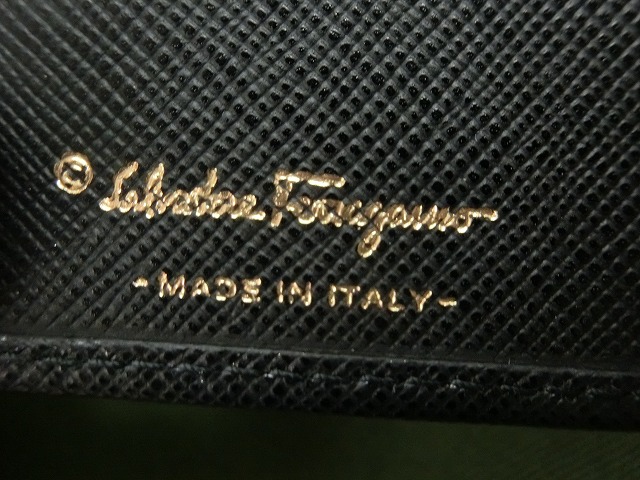 © Salvatore Ferragamo
-MADE IN ITALY-